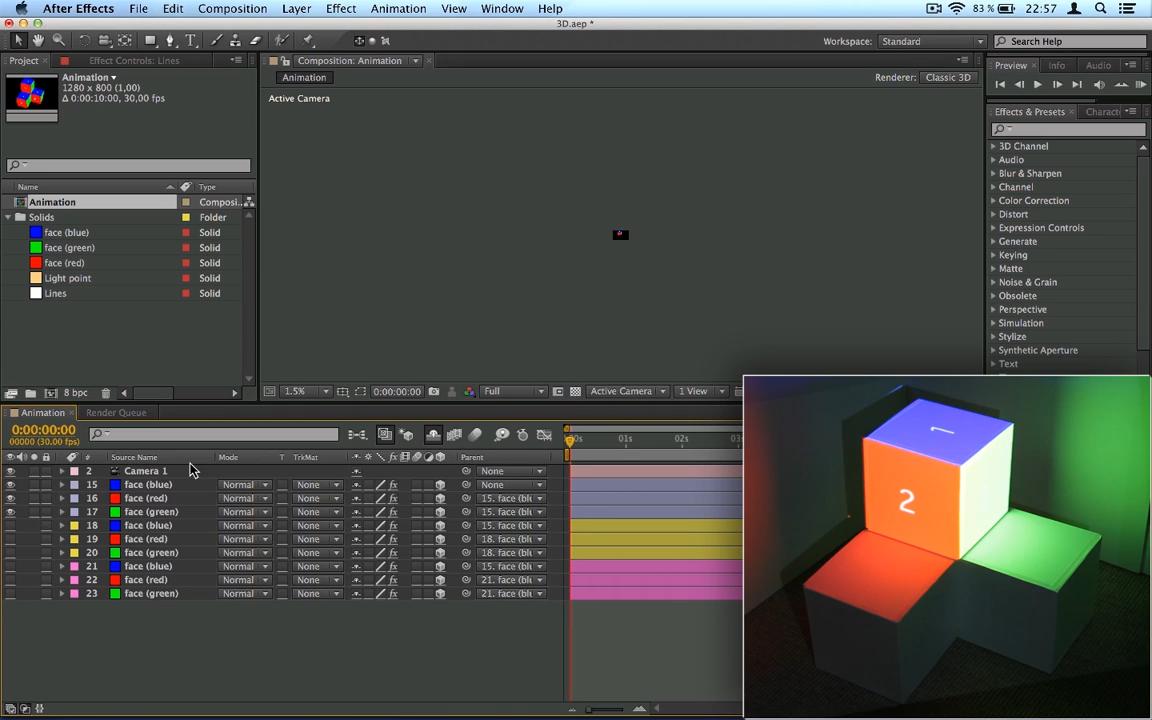 After Effects File Edit Composition Layer Effect Animation View Window Help 83 % 22:57
3D.aep *
Workspace: Standard Search Help
Project Effect Controls: Lines Composition: Animation Preview Info Audio
Animation
1280 x 800 (1,00)
Δ 0:00:10:00, 30,00 fps
Animation Renderer: Classic 3D
Active Camera
Effects & Presets Charact
Name Type
Animation Composi...
Solids Folder
face (blue) Solid
face (green) Solid
face (red) Solid
Light point Solid
Lines Solid
3D Channel
Audio
Blur & Sharpen
Channel
Color Correction
Distort
Expression Controls
Generate
Keying
Matte
Noise & Grain
Obsolete
Perspective
Simulation
Stylize
Synthetic Aperture
Text
8 bpc 1.5% 0:00:00:00 Full Active Camera 1 View
Animation Render Queue
0:00:00:00
00000 (30.00 fps)
01s 02s 03s
# Source Name Mode T TrkMat Parent
2 Camera 1 None
15 face (blue) Normal None None
16 face (red) Normal None 15. face (blu
17 face (green) Normal None 15. face (blu
18 face (blue) Normal None 15. face (blu
19 face (red) Normal None 18. face (blu
20 face (green) Normal None 18. face (blu
21 face (blue) Normal None 15. face (blu
22 face (red) Normal None 21. face (blu
23 face (green) Normal None 21. face (blu
1
2